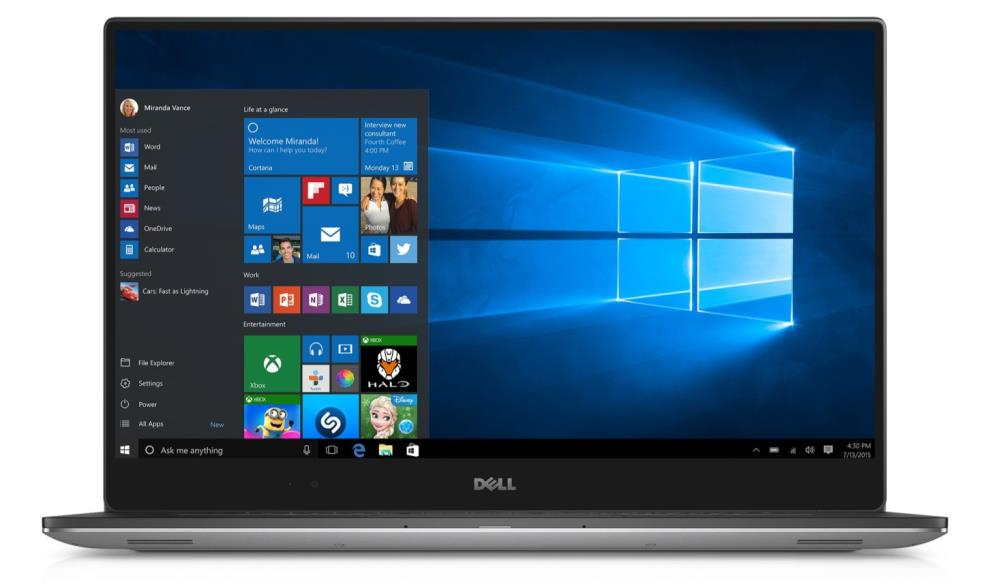 Miranda Vance
Most used
Word
Mail
People
News
OneDrive
Calculator
Suggested
Cars: Fast as Lightning
File Explorer
Settings
Power
All Apps
New
Life at a glance
Welcome Miranda!
How can I help you today?
Cortana
Interview new
consultant
Fourth Coffee
4:00 PM
Monday 13
Maps
Mail
10
Photos
Work
Entertainment
Xbox
XBOX
HALO
XBOX
Disney
Ask me anything
4:30 PM
7/13/2015
DELL